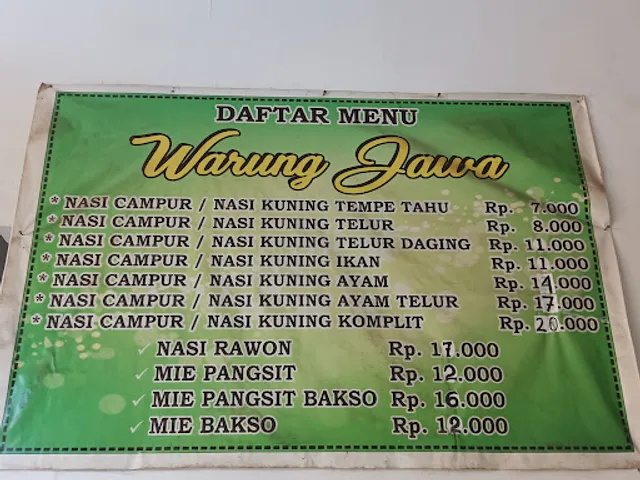 DAFTAR MENU
Warung Jawa
* NASI CAMPUR / NASI KUNING TEMPE TAHU Rp. 7.000
* NASI CAMPUR / NASI KUNING TELUR Rp. 8.000
* NASI CAMPUR / NASI KUNING TELUR DAGING Rp. 11.000
* NASI CAMPUR / NASI KUNING IKAN Rp. 11.000
* NASI CAMPUR / NASI KUNING AYAM Rp. 14.000
* NASI CAMPUR / NASI KUNING AYAM TELUR Rp. 17.000
* NASI CAMPUR / NASI KUNING KOMPLIT Rp. 20.000
✓ NASI RAWON Rp. 17.000
✓ MIE PANGSIT Rp. 12.000
✓ MIE PANGSIT BAKSO Rp. 16.000
✓ MIE BAKSO Rp. 12.000